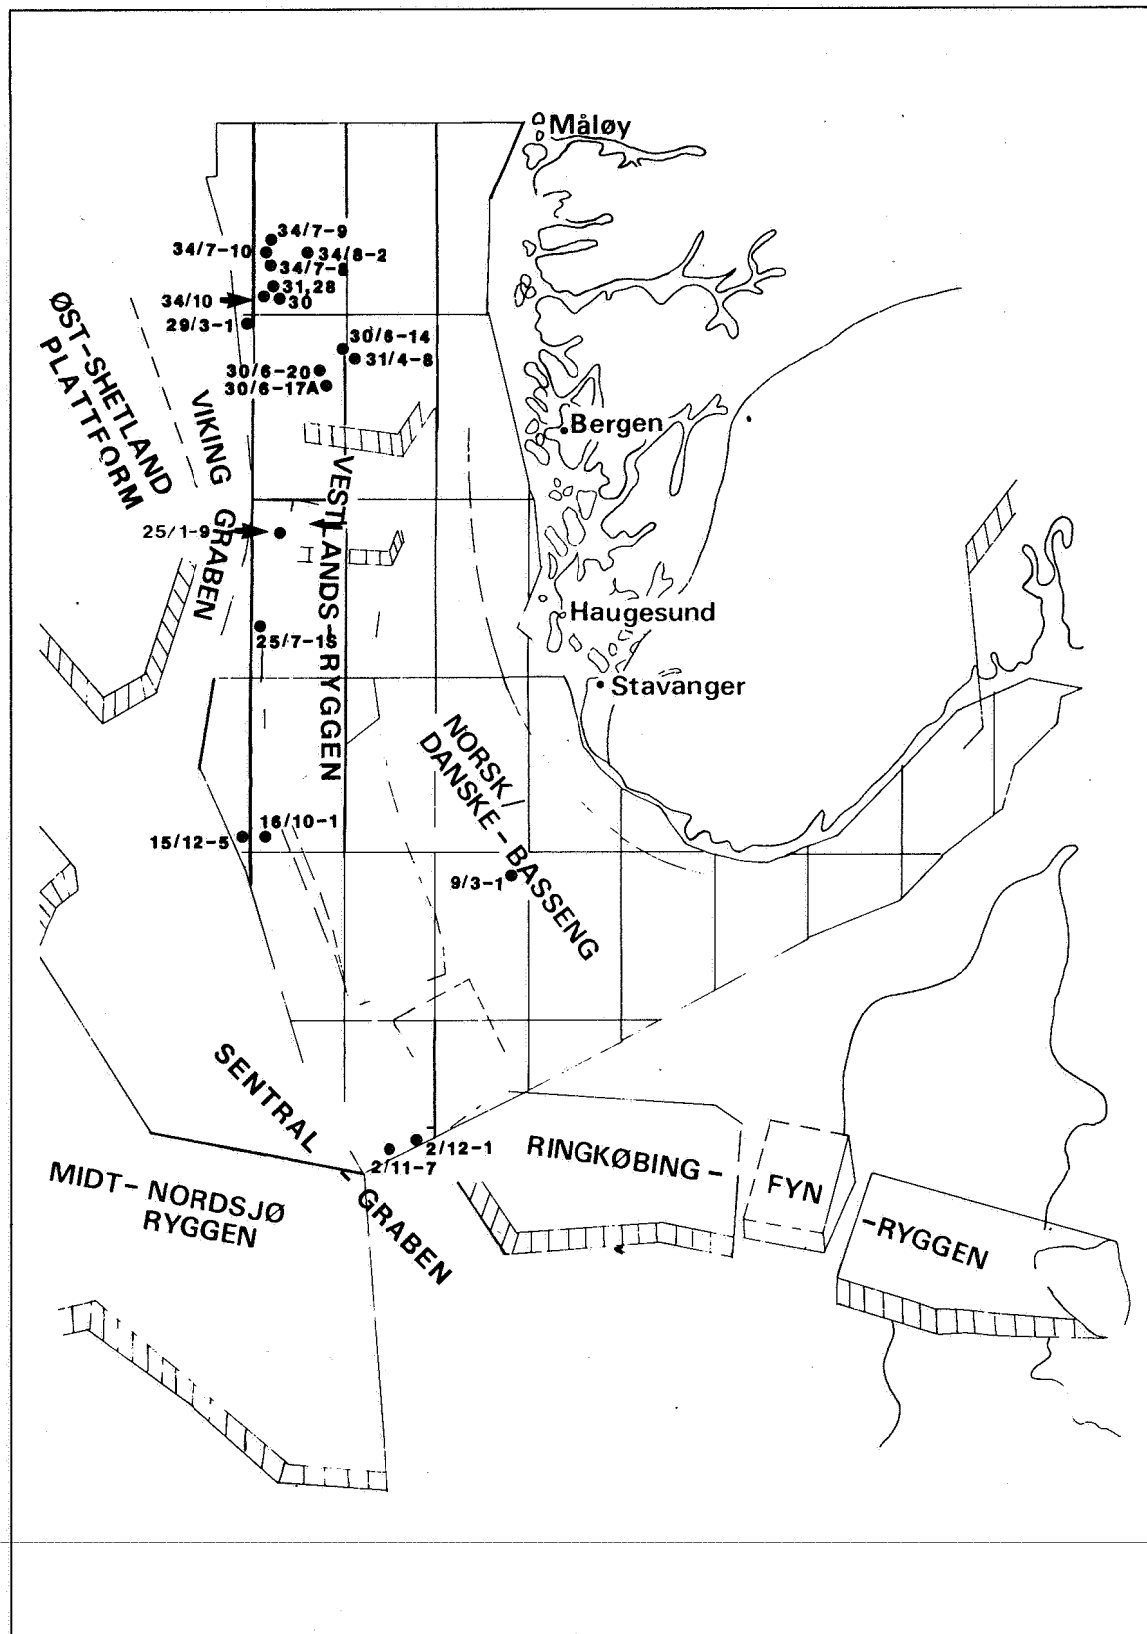 Måløy
34/7-9
34/7-10
34/8-2
34/7-8
31,28
34/10
30
29/3-1
30/6-14
31/4-8
30/6-20
30/6-17A
ØST-SHETLAND
PLATTFORM
VIKING GRABEN
Bergen
VESTLANDS-RYGGEN
25/1-9
Haugesund
25/7-1S
Stavanger
NORSK/
DANSKE-BASSENG
16/10-1
15/12-5
9/3-1
SENTRAL - GRABEN
2/12-1
2/11-7
RINGKØBING - FYN -RYGGEN
MIDT-NORDSJØ
RYGGEN